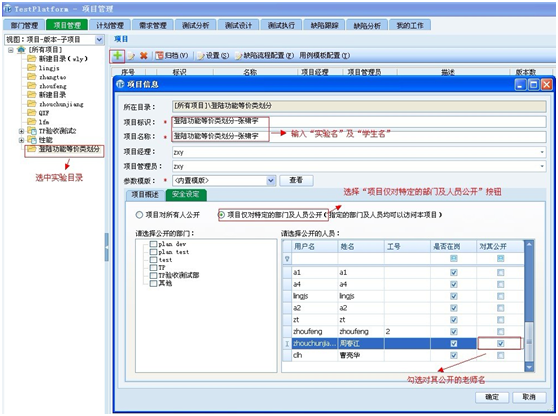 TestPlatform - 项目管理
部门管理 项目管理 计划管理 需求管理 测试分析 测试设计 测试执行 缺陷跟踪 缺陷分析 我的工作
视图：项目-版本-子项目
项目
归档(V) 设置(S) 缺陷流程配置(F) 用例模板配置(T)
序号 标识 名称 项目经理 项目管理员 描述 版本数
[所有项目]
新建目录(wly)
lingjs
zhangtao
zhoufeng
新建目录
zhouchunjiang
QXF
lfm
TP验收测试2
性能
登陆功能等价类划分
选中实验目录
项目信息
所在目录： [所有项目]\登陆功能等价类划分
项目标识： * 登陆功能等价类划分-张锦宇
项目名称： * 登陆功能等价类划分-张锦宇
输入“实验名”及“学生名”
项目经理： zxy
项目管理员： zxy
参数模版： * <内置模版> 查看
选择“项目仅对特定的部门及人员公开”按钮
项目概述 安全设定
项目对所有人公开 项目仅对特定的部门及人员公开(指定的部门及人员均可以访问本项目)
请选择公开的部门： 请选择公开的人员：
plan dev
plan test
test
TP
TP验收测试部
其他
用户名 姓名 工号 是否在岗 对其公开
a1 a1
a4 a4
lingjs lingjs
a2 a2
zt zt
zhoufeng zhoufeng 2
zhouchunjia... 周春江
clh 曹亮华
勾选对其公开的老师名
确定 取消